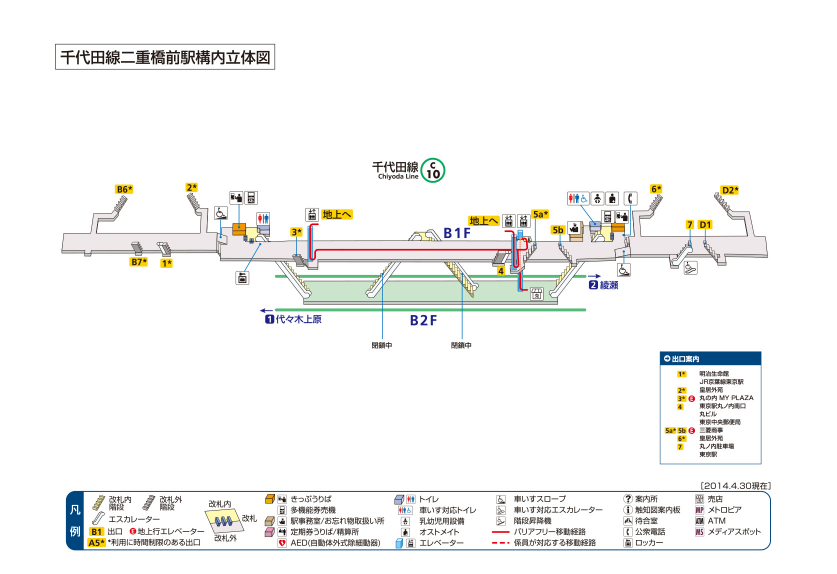 千代田線二重橋前駅構内立体図
千代田線
Chiyoda Line
C
10
B6*
2*
地上へ
3*
B7*
1*
B1F
地上へ
5a*
5b
4
6*
D2*
7
D1
2 綾瀬
1 代々木上原
B2F
閉鎖中
閉鎖中
出口案内
1* 明治生命館
JR京葉線東京駅
2* 皇居外苑
3* E 丸の内 MY PLAZA
4 東京駅丸ノ内南口
丸ビル
東京中央郵便局
5a* 5b E 三菱商事
6* 皇居外苑
7 丸ノ内駐車場
東京駅
[2014.4.30現在]
凡例
改札内階段
改札外階段
エスカレーター
B1 出口 E 地上行エレベーター
A5* *利用に時間制限のある出口
改札内
改札
改札外
きっぷうりば
多機能券売機
駅事務室/お忘れ物取扱い所
定期券うりば/精算所
AED(自動体外式除細動器)
トイレ
車いす対応トイレ
乳幼児用設備
オストメイト
エレベーター
車いすスロープ
車いす対応エスカレーター
階段昇降機
バリアフリー移動経路
係員が対応する移動経路
? 案内所
触知図案内板
待合室
公衆電話
ロッカー
売店
MP メトロピア
ATM
MS メディアスポット